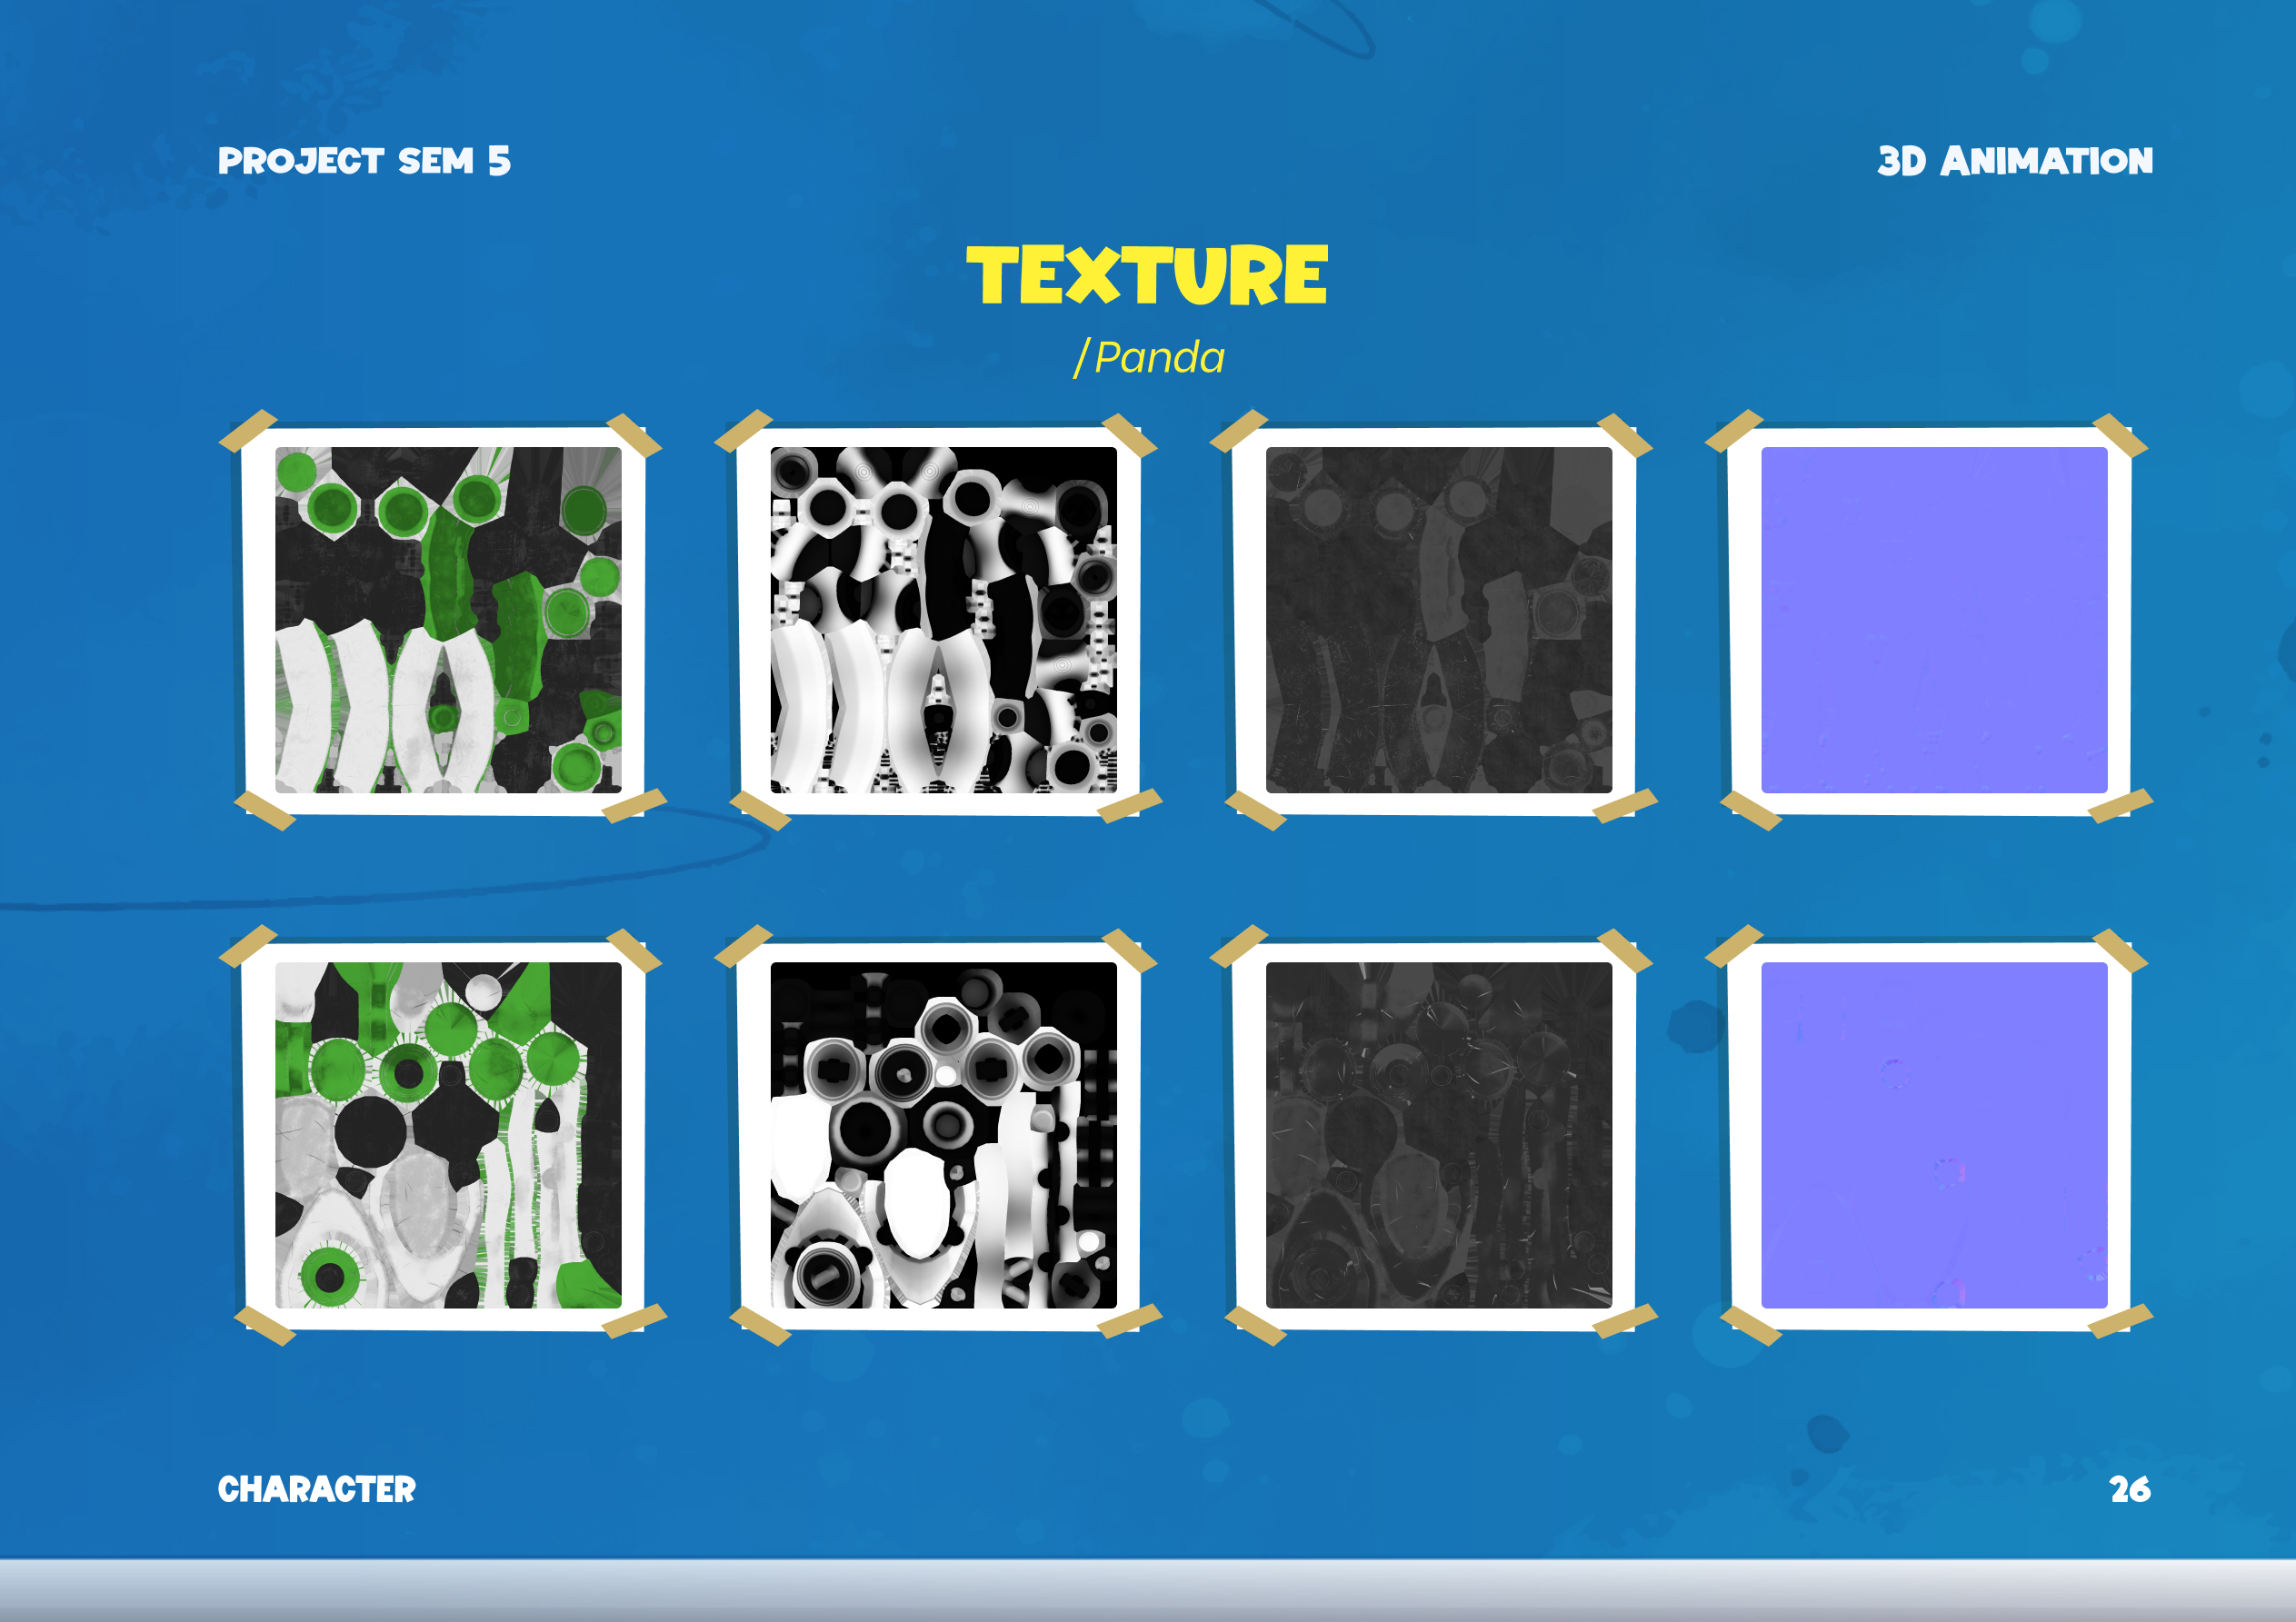 PROJECT SEM 5
3D ANIMATION
TEXTURE
/Panda
CHARACTER
26